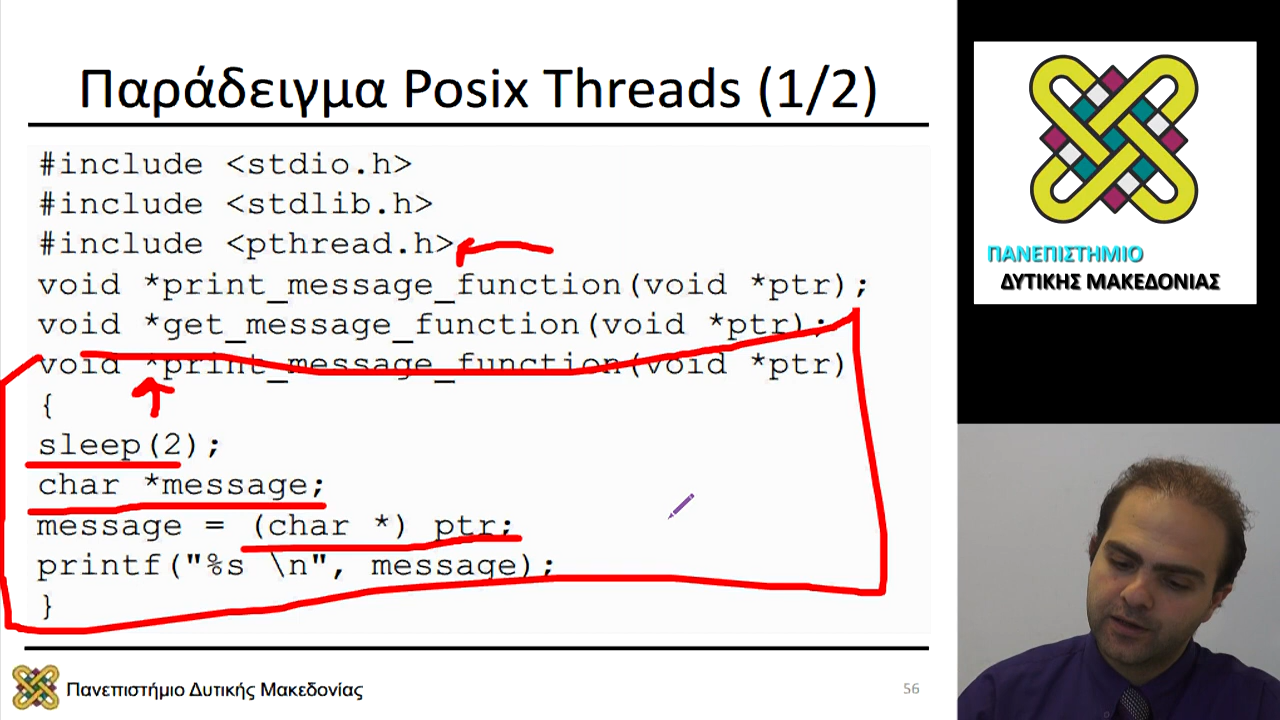 Παράδειγμα Posix Threads (1/2)
#include <stdio.h>
#include <stdlib.h>
#include <pthread.h>
void *print_message_function(void *ptr);
void *get_message_function(void *ptr);
void *print_message_function(void *ptr)
{
sleep(2);
char *message;
message = (char *) ptr;
printf("%s \n", message);
}
Πανεπιστήμιο Δυτικής Μακεδονίας
56
ΠΑΝΕΠΙΣΤΗΜΙΟ
ΔΥΤΙΚΗΣ ΜΑΚΕΔΟΝΙΑΣ